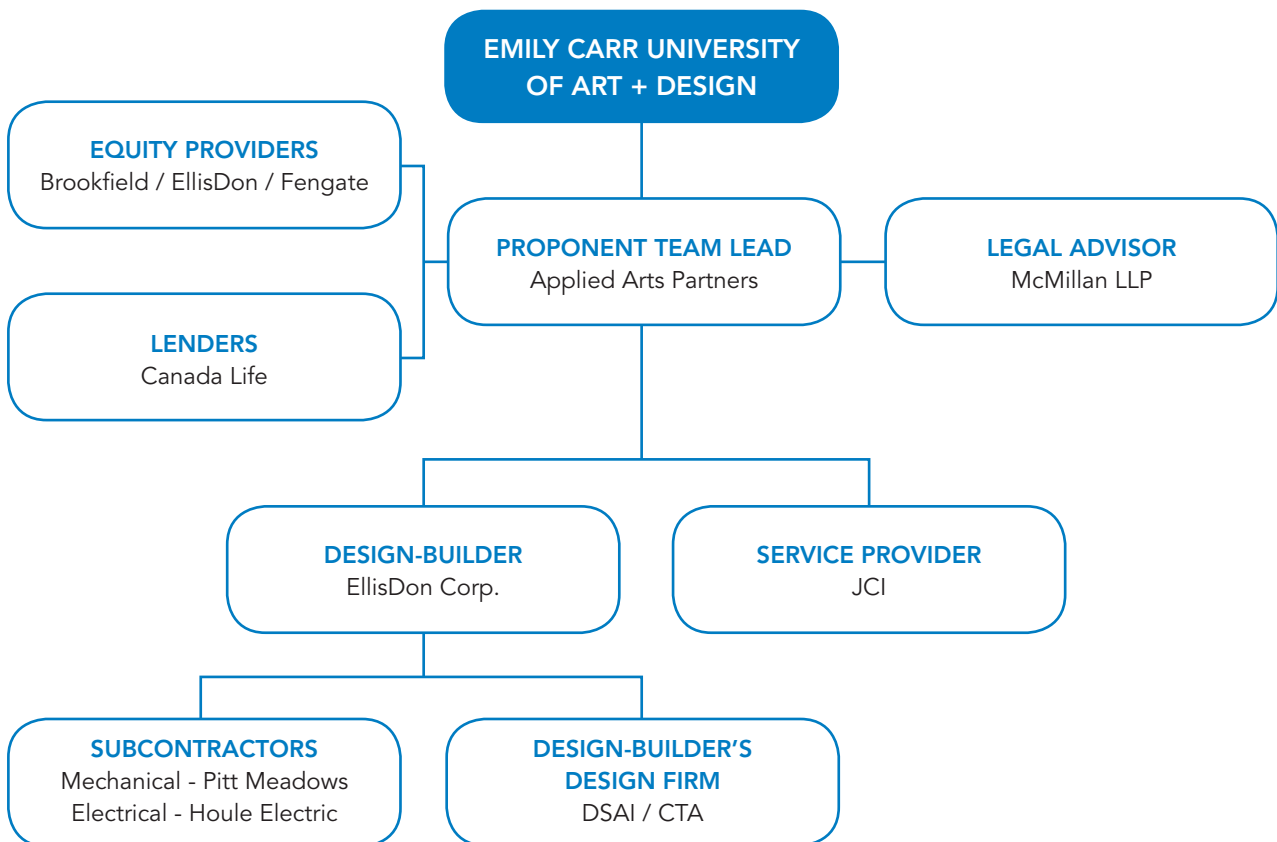 EMILY CARR UNIVERSITY
OF ART + DESIGN
EQUITY PROVIDERS
Brookfield / EllisDon / Fengate
PROPONENT TEAM LEAD
Applied Arts Partners
LEGAL ADVISOR
McMillan LLP
LENDERS
Canada Life
DESIGN-BUILDER
EllisDon Corp.
SERVICE PROVIDER
JCI
SUBCONTRACTORS
Mechanical - Pitt Meadows
Electrical - Houle Electric
DESIGN-BUILDER’S
DESIGN FIRM
DSAI / CTA